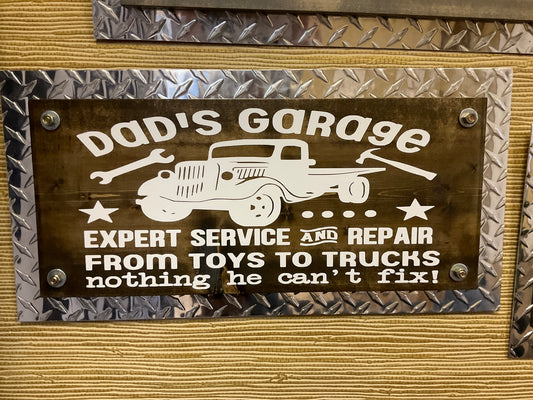 DaD'S GaRaGe
EXPERT SERVICE AND REPAIR
FROM TOYS TO TRUCKS
nothing he can't fix!